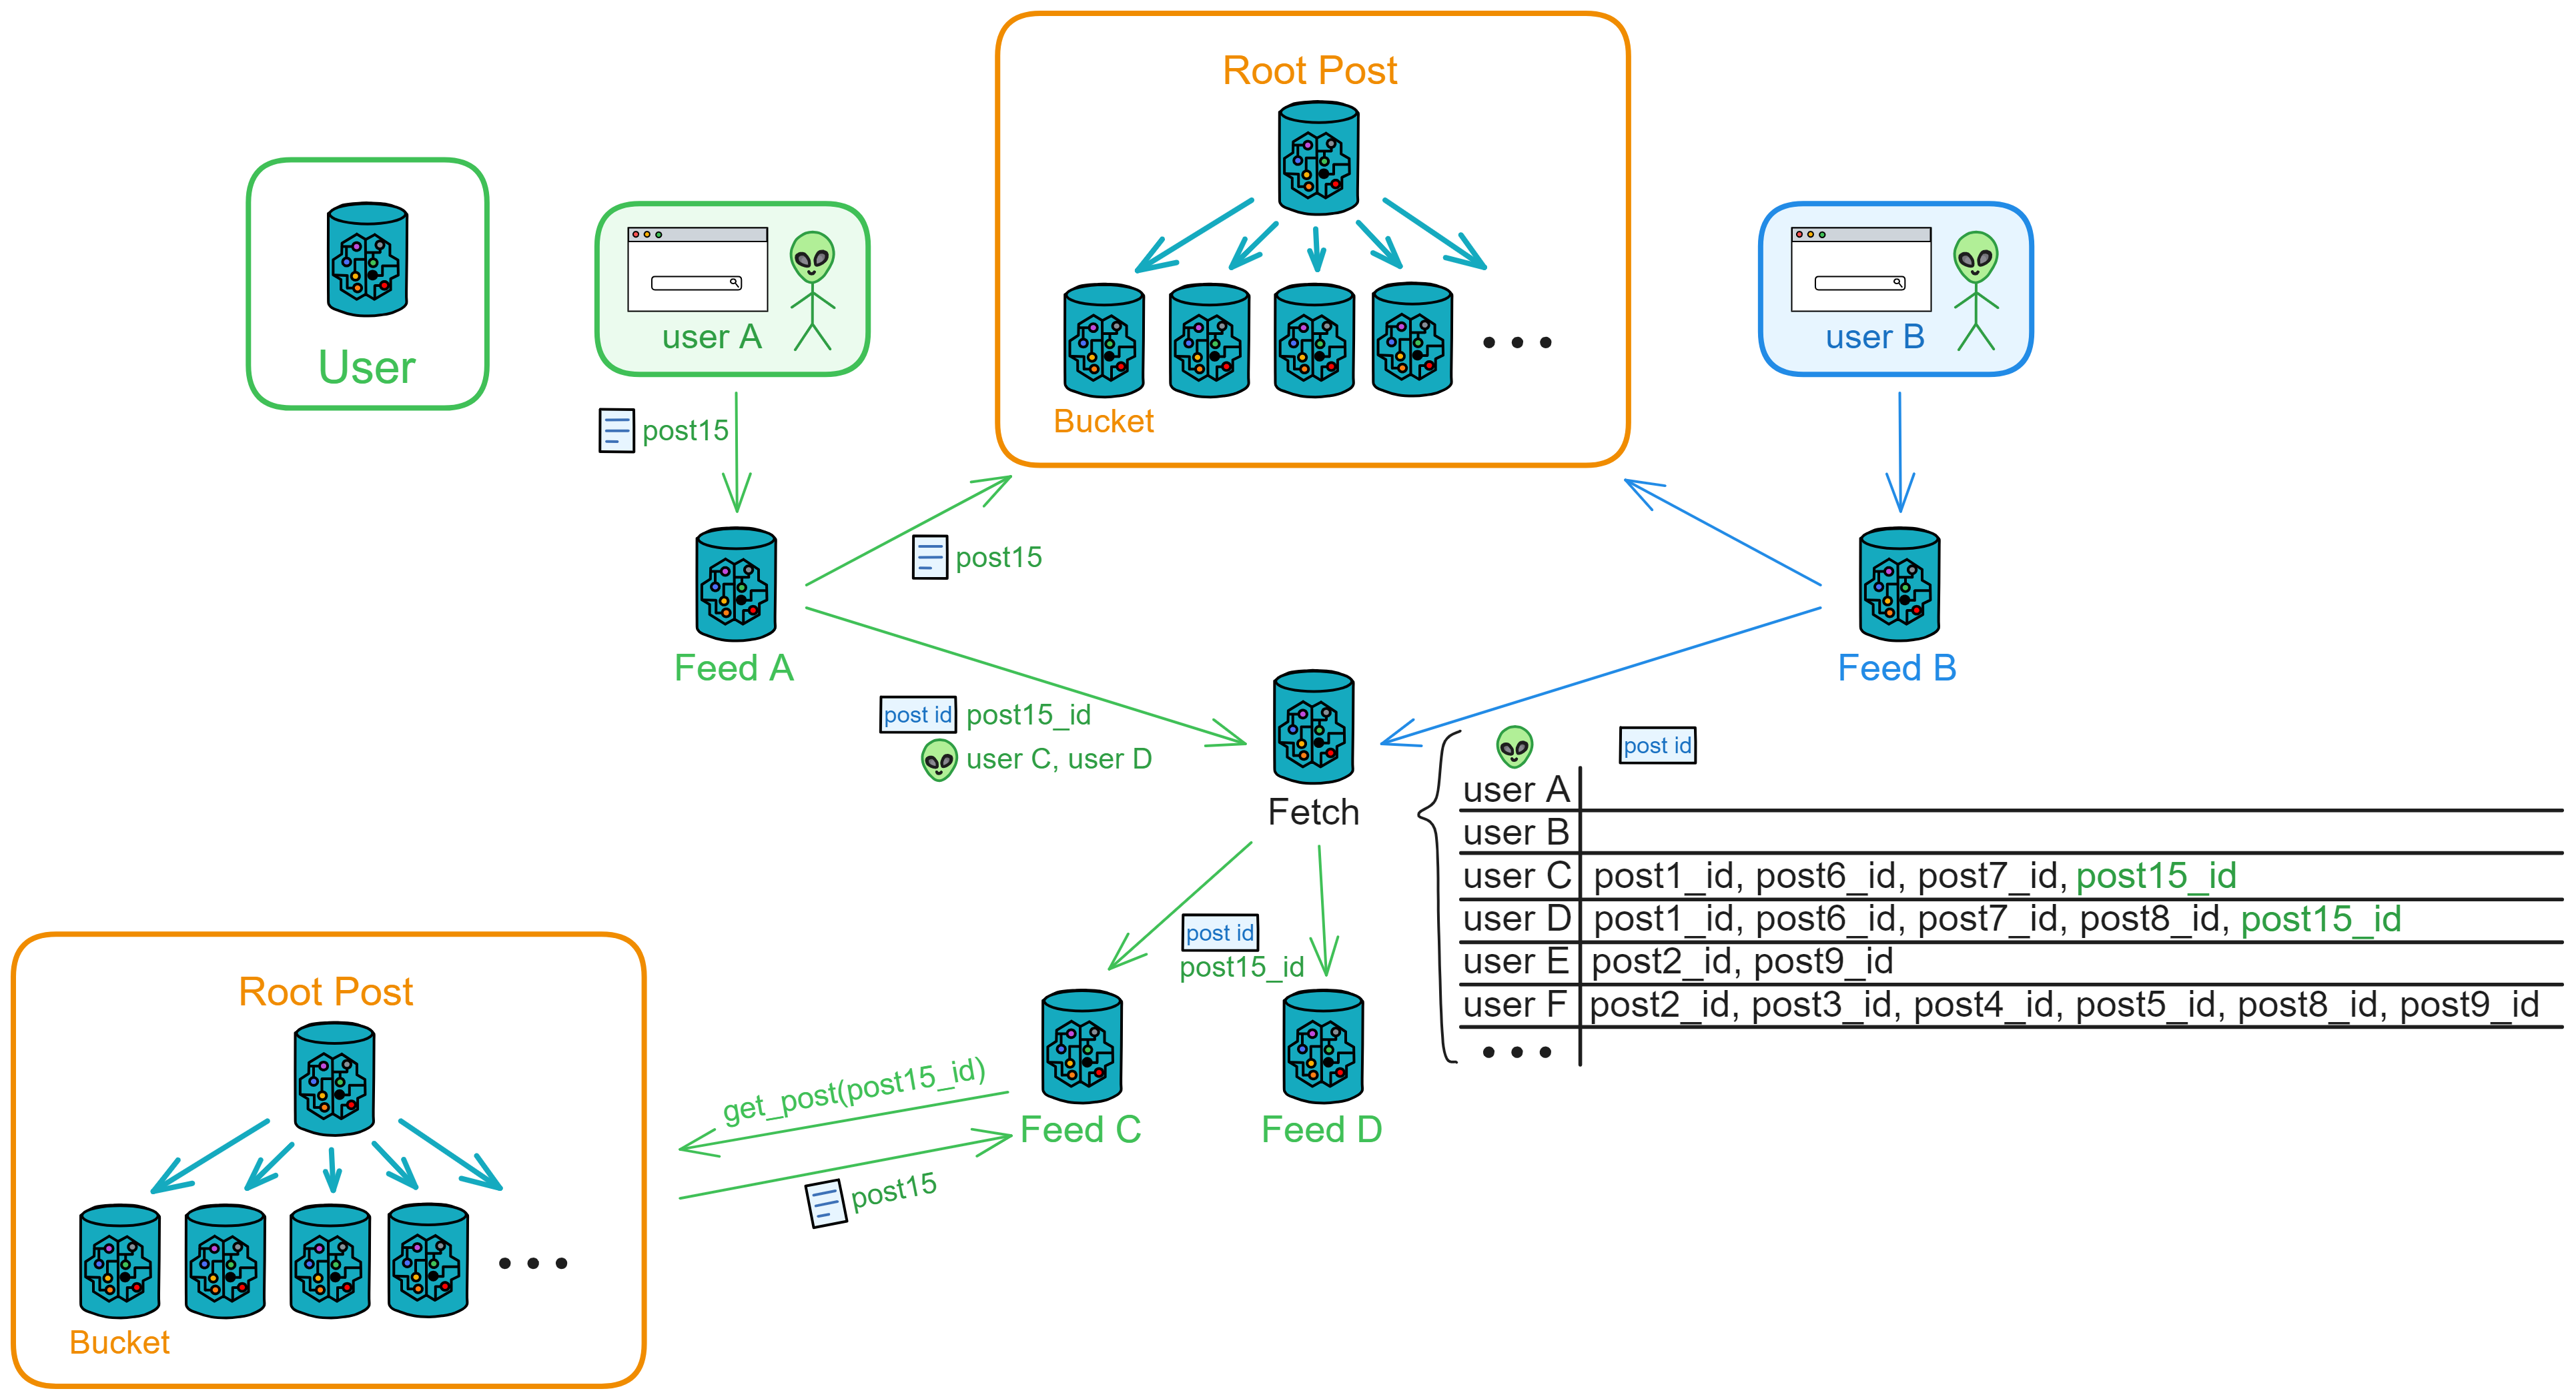 Root Post
Bucket
User
user A
user B
post15
post15
Feed A
Feed B
post id post15_id
user C, user D
Fetch
post id
user A
user B
user C post1_id, post6_id, post7_id, post15_id
user D post1_id, post6_id, post7_id, post8_id, post15_id
user E post2_id, post9_id
user F post2_id, post3_id, post4_id, post5_id, post8_id, post9_id
post id
post15_id
Feed C
Feed D
get_post(post15_id)
post15
Root Post
Bucket